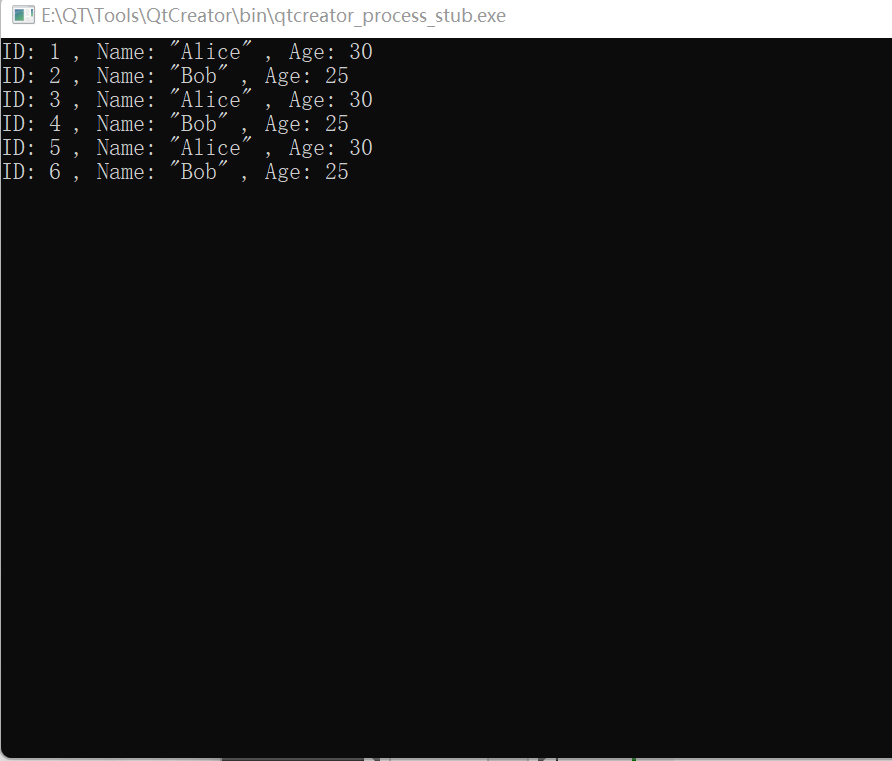 E:\QT\Tools\QtCreator\bin\qtcreator_process_stub.exe
ID: 1 , Name: "Alice" , Age: 30
ID: 2 , Name: "Bob" , Age: 25
ID: 3 , Name: "Alice" , Age: 30
ID: 4 , Name: "Bob" , Age: 25
ID: 5 , Name: "Alice" , Age: 30
ID: 6 , Name: "Bob" , Age: 25